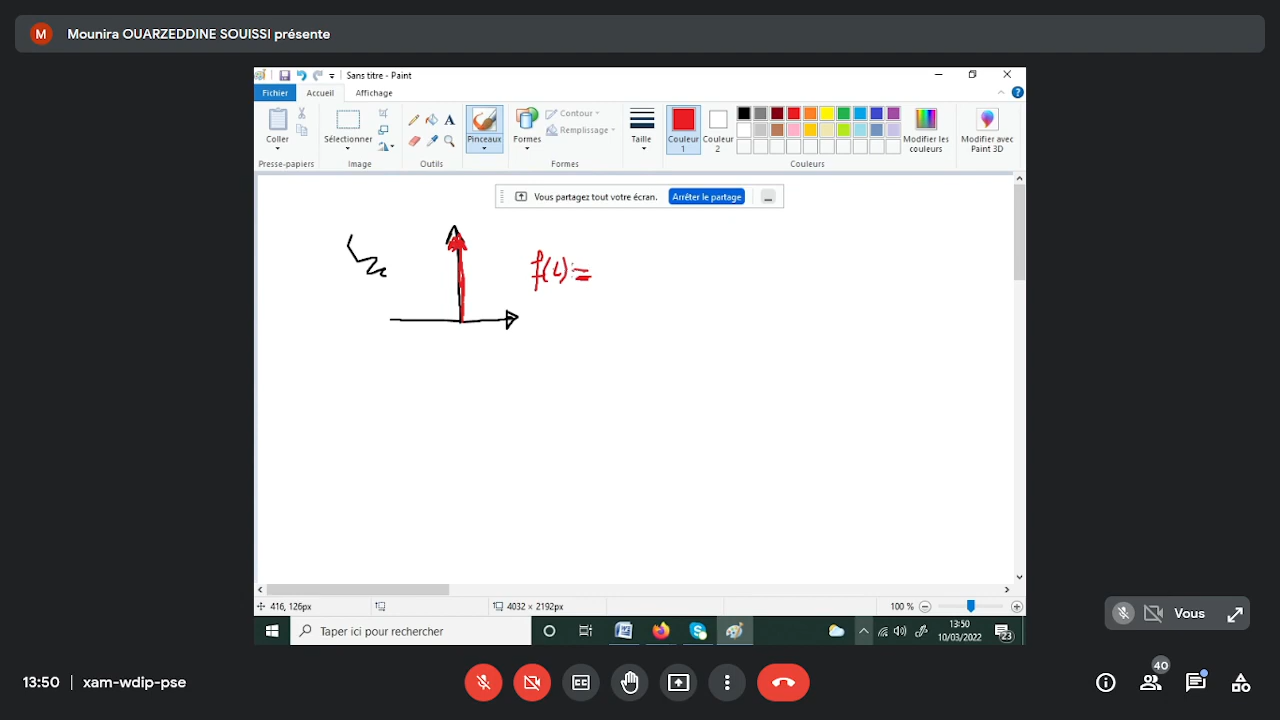 M Mounira OUARZEDDINE SOUISSI présente
Sans titre - Paint
Fichier Accueil Affichage
Coller
Sélectionner
Pinceaux
Formes
Contour
Remplissage
Taille
Couleur 1
Couleur 2
Modifier les couleurs
Modifier avec Paint 3D
Presse-papiers Image Outils Formes Couleurs
Vous partagez tout votre écran. Arrêter le partage
416, 126px
4032 × 2192px
100 %
Taper ici pour rechercher
13:50
10/03/2022
23
Vous
13:50 | xam-wdip-pse
40